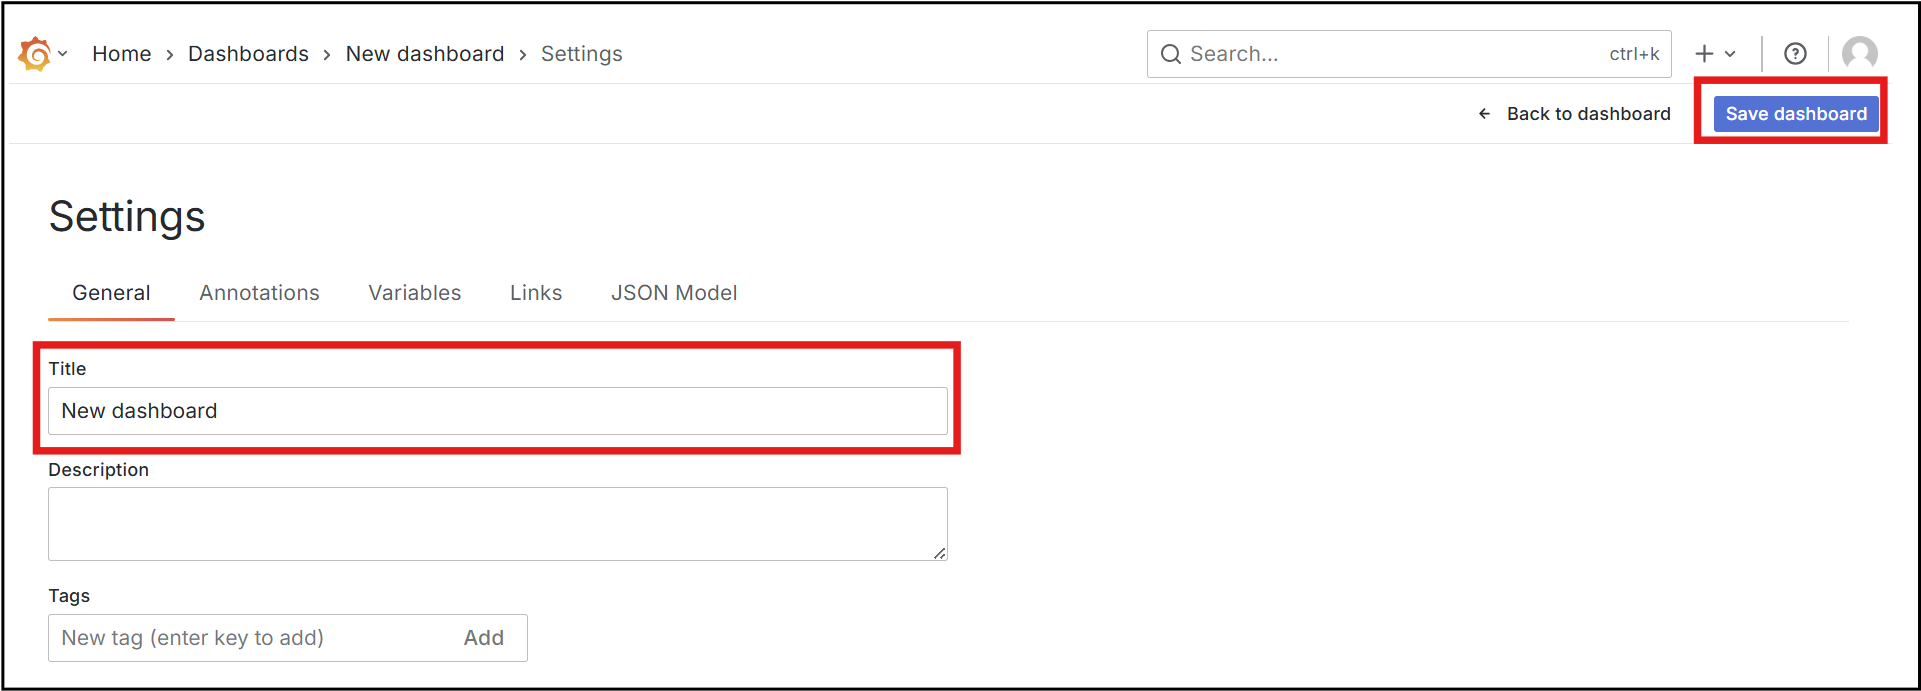 Home › Dashboards › New dashboard › Settings
Search... ctrl+k
← Back to dashboard Save dashboard
Settings
General Annotations Variables Links JSON Model
Title
New dashboard
Description
Tags
New tag (enter key to add) Add